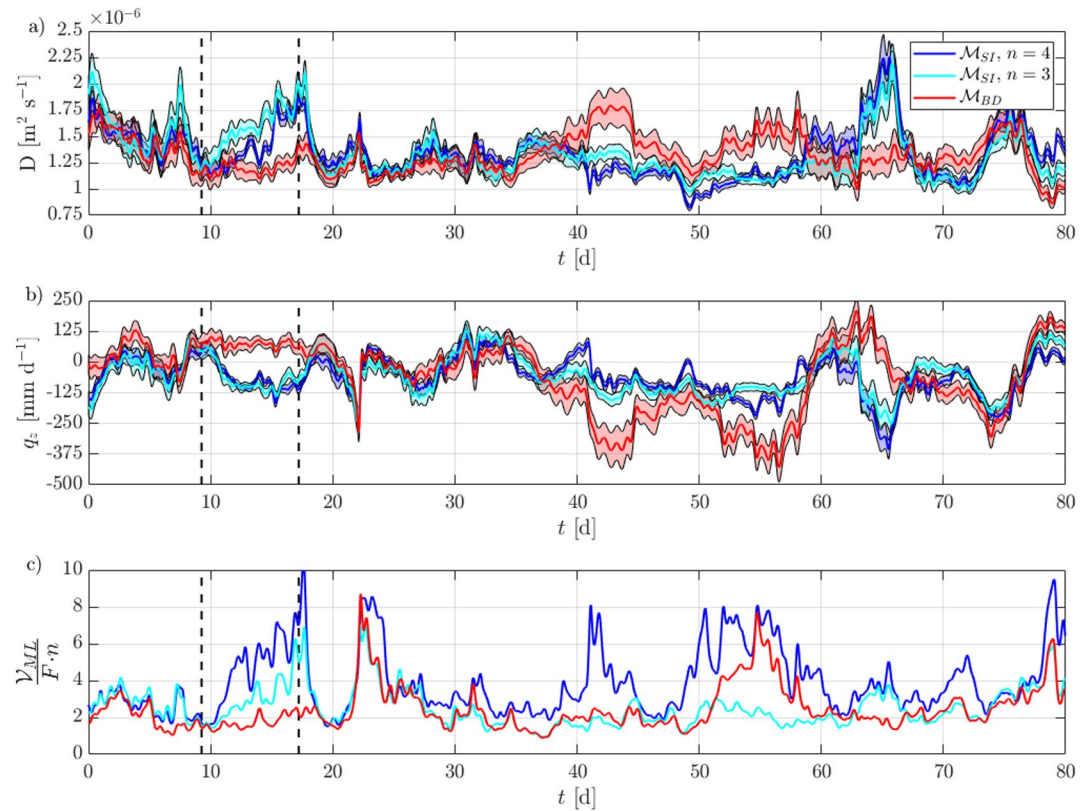 a)
×10⁻⁶
2.5
2.25
2
1.75
1.5
1.25
1
0.75
D [m² s⁻¹]
ℳ_SI, n = 4
ℳ_SI, n = 3
ℳ_BD
0 10 20 30 40 50 60 70 80
t [d]
b)
250
125
0
-125
-250
-375
-500
q_z [mm d⁻¹]
0 10 20 30 40 50 60 70 80
t [d]
c)
10
8
6
4
2
0
𝒱_ML
F·n
0 10 20 30 40 50 60 70 80
t [d]